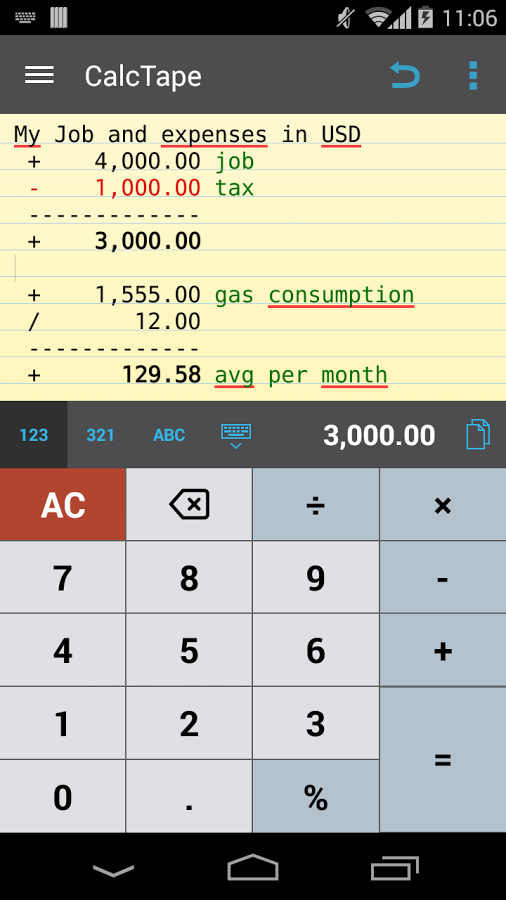 11:06
CalcTape
My Job and expenses in USD
+ 4,000.00 job
- 1,000.00 tax
-------------
+ 3,000.00
+ 1,555.00 gas consumption
/ 12.00
-------------
+ 129.58 avg per month
123 321 ABC 3,000.00
AC ÷ ×
7 8 9 -
4 5 6 +
1 2 3 =
0 . %